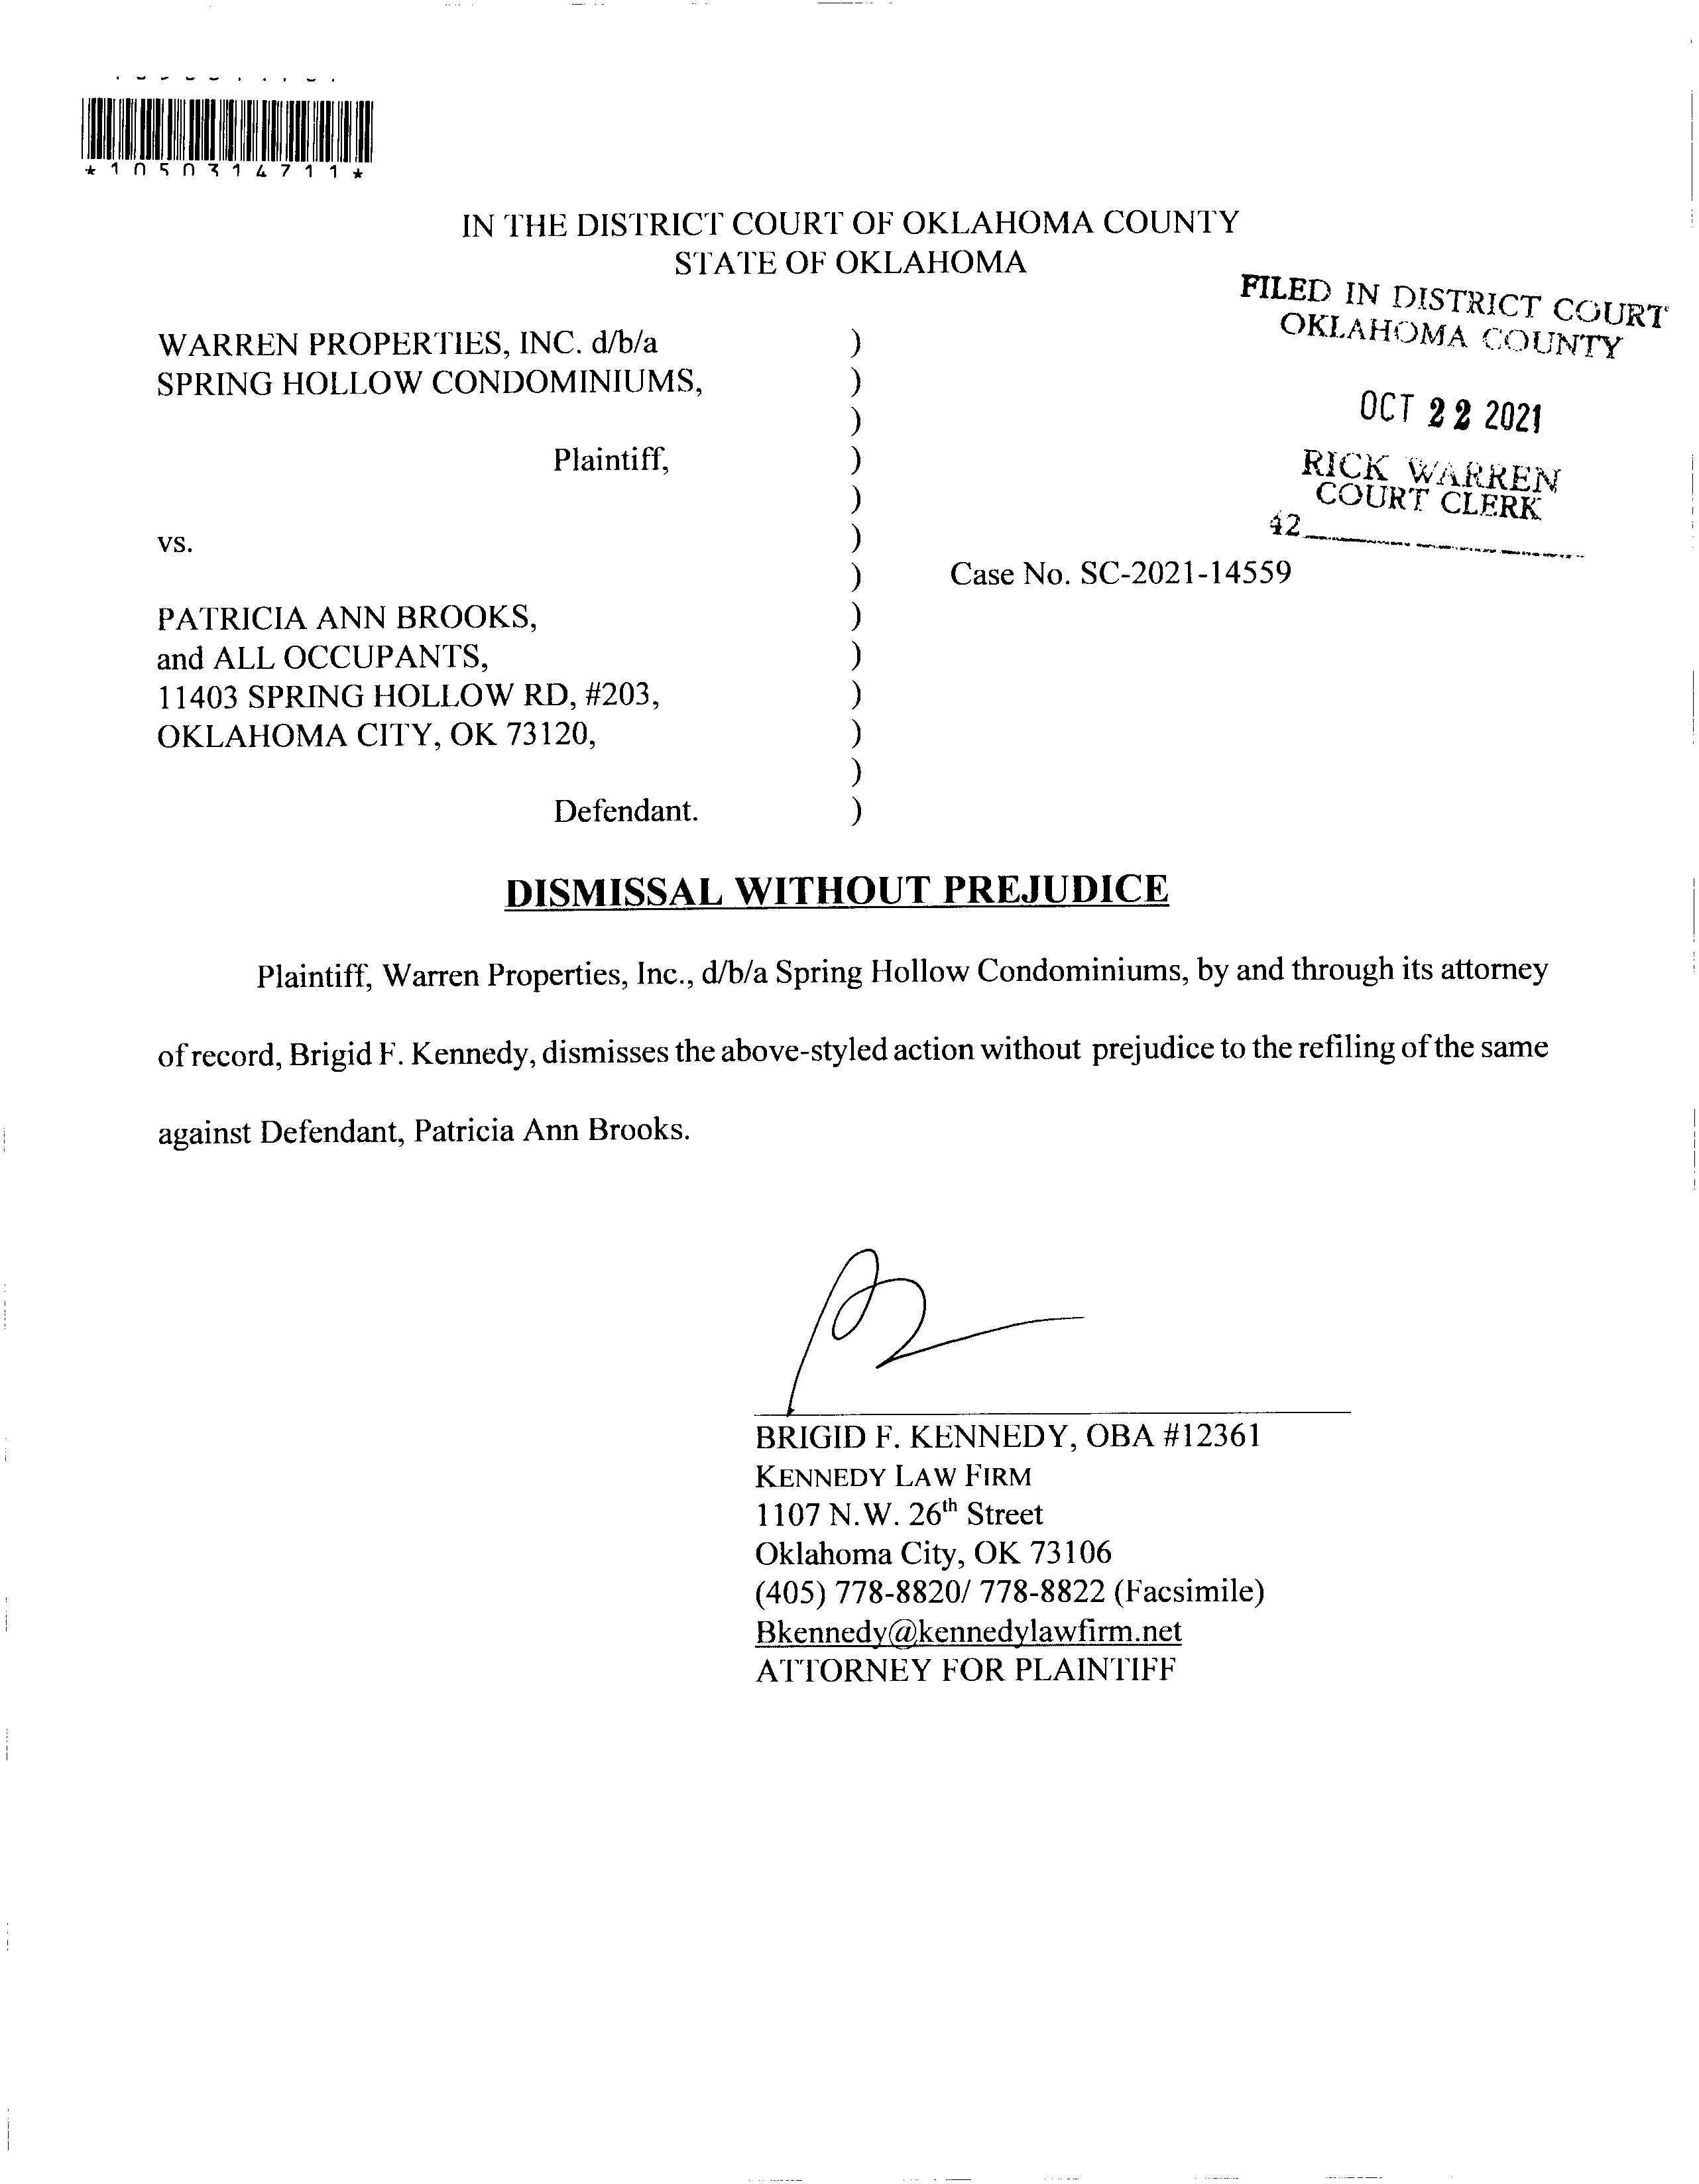 *1050314711*
IN THE DISTRICT COURT OF OKLAHOMA COUNTY
STATE OF OKLAHOMA
FILED IN DISTRICT COURT
OKLAHOMA COUNTY
OCT 22 2021
RICK WARREN
COURT CLERK
42
WARREN PROPERTIES, INC. d/b/a )
SPRING HOLLOW CONDOMINIUMS, )
)
Plaintiff, )
)
vs. )
) Case No. SC-2021-14559
PATRICIA ANN BROOKS, )
and ALL OCCUPANTS, )
11403 SPRING HOLLOW RD, #203, )
OKLAHOMA CITY, OK 73120, )
)
Defendant. )
DISMISSAL WITHOUT PREJUDICE
Plaintiff, Warren Properties, Inc., d/b/a Spring Hollow Condominiums, by and through its attorney
of record, Brigid F. Kennedy, dismisses the above-styled action without prejudice to the refiling of the same
against Defendant, Patricia Ann Brooks.
BRIGID F. KENNEDY, OBA #12361
KENNEDY LAW FIRM
1107 N.W. 26th Street
Oklahoma City, OK 73106
(405) 778-8820/ 778-8822 (Facsimile)
Bkennedy@kennedylawfirm.net
ATTORNEY FOR PLAINTIFF